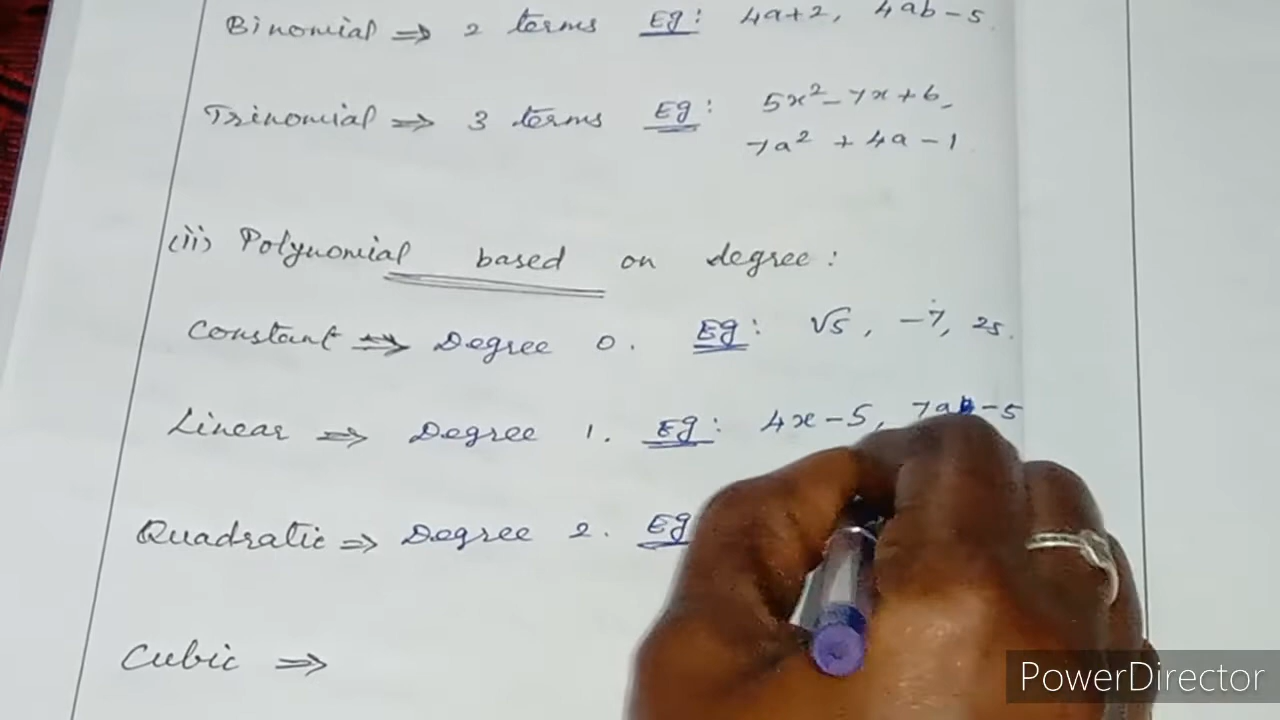 Binomial ⇒ 2 terms Eg: 4a+2, 4ab-5.
Trinomial ⇒ 3 terms Eg: 5x²-7x+6,
7a² + 4a - 1
(ii) Polynomial based on degree:
Constant ⇒ Degree 0. Eg: √5, -7, 25.
Linear ⇒ Degree 1. Eg: 4x-5, 7a -5
Quadratic ⇒ Degree 2. Eg
Cubic ⇒
PowerDirector